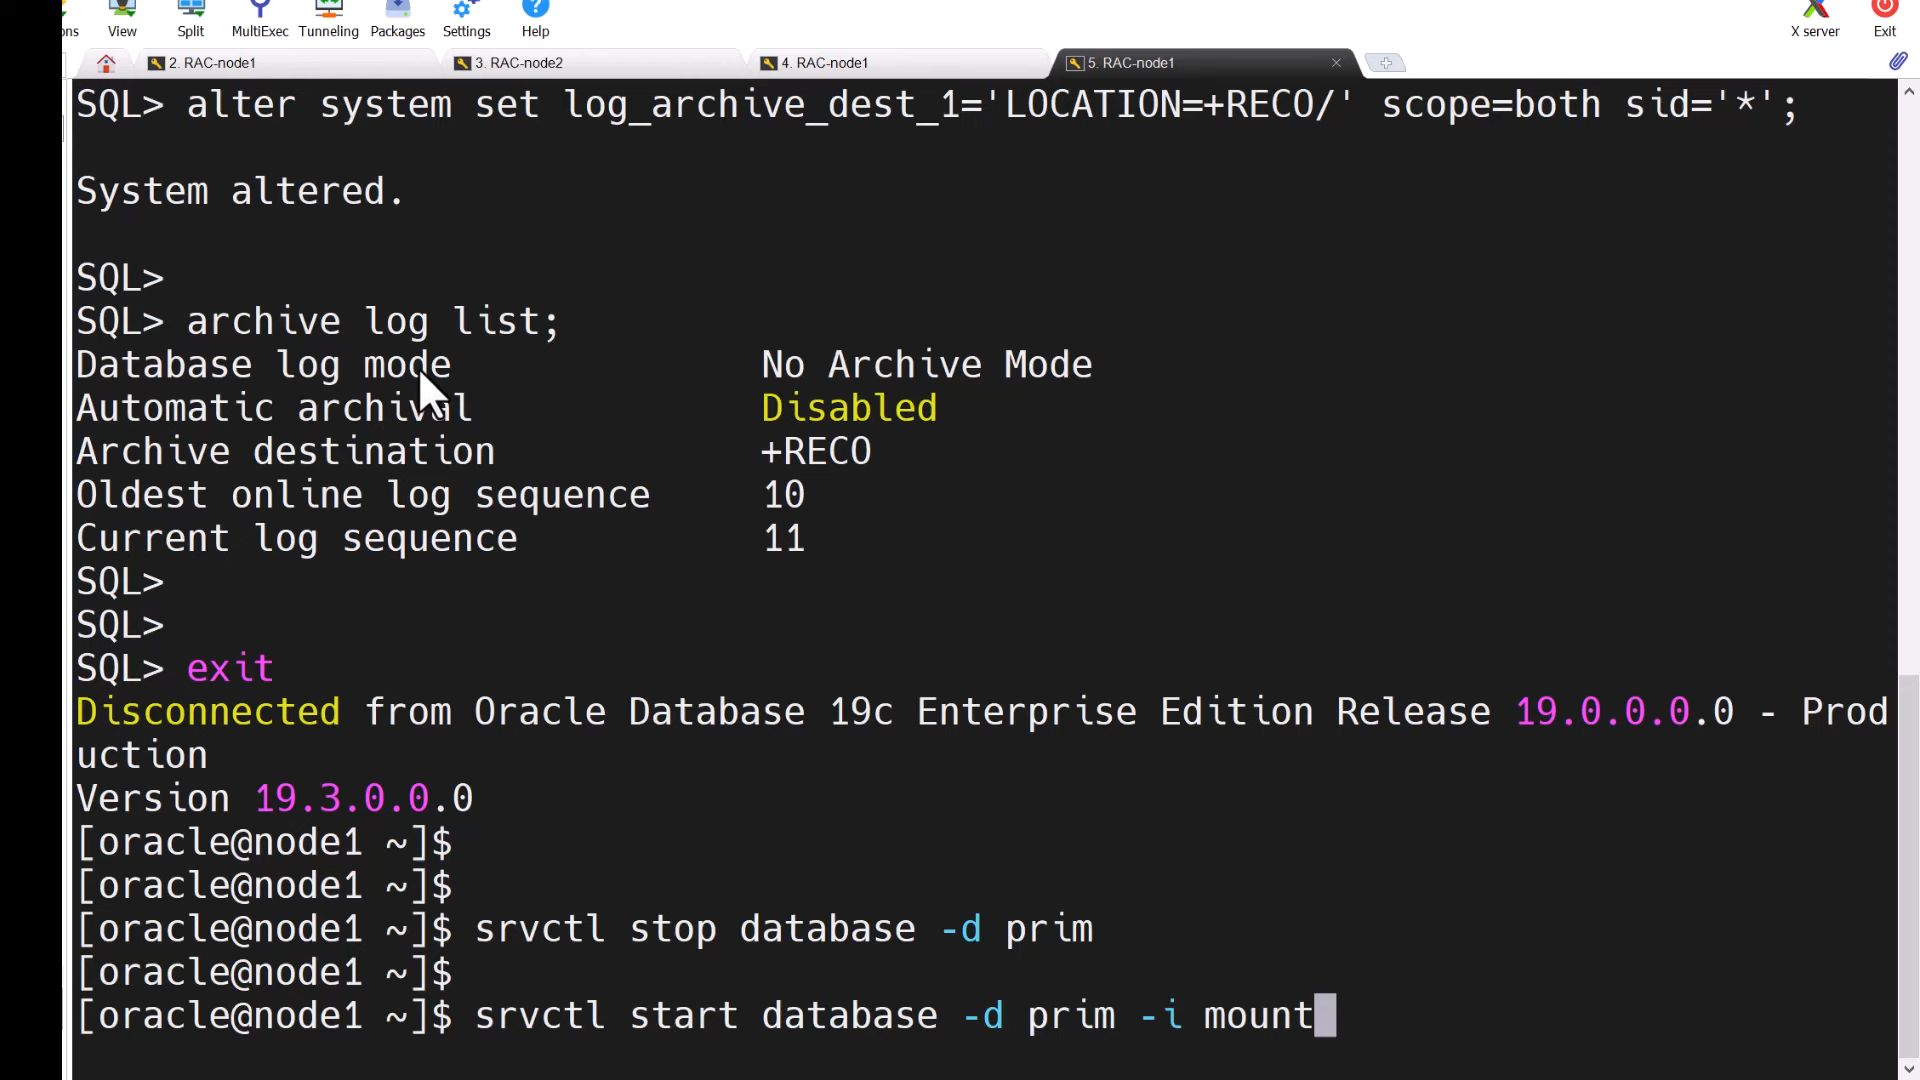 ons View Split MultiExec Tunneling Packages Settings Help X server Exit
2. RAC-node1 3. RAC-node2 4. RAC-node1 5. RAC-node1
SQL> alter system set log_archive_dest_1='LOCATION=+RECO/' scope=both sid='*';
System altered.
SQL>
SQL> archive log list;
Database log mode No Archive Mode
Automatic archival Disabled
Archive destination +RECO
Oldest online log sequence 10
Current log sequence 11
SQL>
SQL>
SQL> exit
Disconnected from Oracle Database 19c Enterprise Edition Release 19.0.0.0.0 - Prod
uction
Version 19.3.0.0.0
[oracle@node1 ~]$
[oracle@node1 ~]$
[oracle@node1 ~]$ srvctl stop database -d prim
[oracle@node1 ~]$
[oracle@node1 ~]$ srvctl start database -d prim -i mount